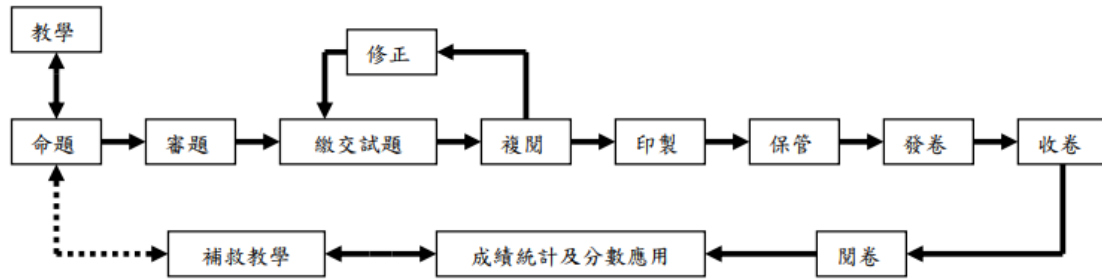 教學
修正
命題
審題
繳交試題
複閱
印製
保管
發卷
收卷
補救教學
成績統計及分數應用
閱卷